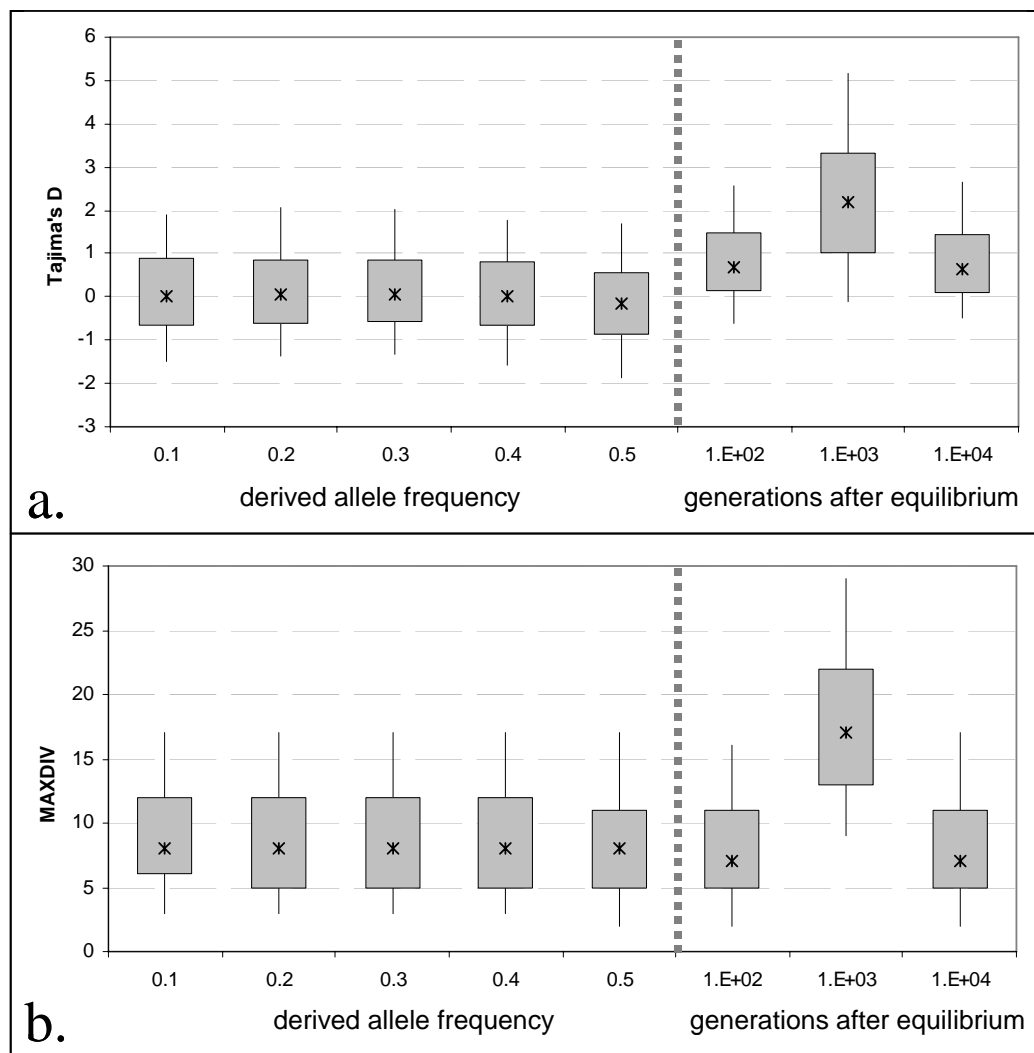 6
5
4
3
2
1
0
-1
-2
-3
Tajima's D
0.1 0.2 0.3 0.4 0.5 1.E+02 1.E+03 1.E+04
derived allele frequency generations after equilibrium
a.
30
25
20
15
10
5
0
MAXDIV
0.1 0.2 0.3 0.4 0.5 1.E+02 1.E+03 1.E+04
derived allele frequency generations after equilibrium
b.